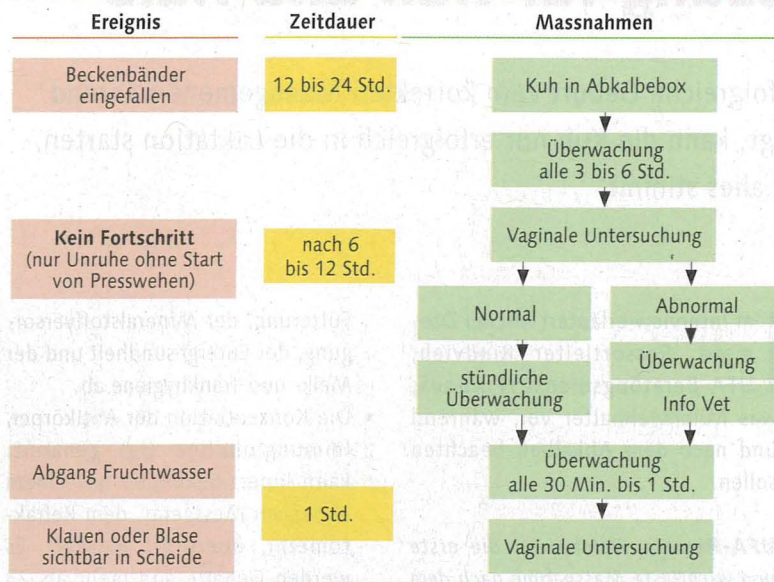 Ereignis
Zeitdauer
Massnahmen
Beckenbänder
eingefallen
12 bis 24 Std.
Kuh in Abkalbebox
Überwachung
alle 3 bis 6 Std.
Kein Fortschritt
(nur Unruhe ohne Start
von Presswehen)
nach 6
bis 12 Std.
Vaginale Untersuchung
Normal
Abnormal
stündliche
Überwachung
Überwachung
Info Vet
Abgang Fruchtwasser
Überwachung
alle 30 Min. bis 1 Std.
1 Std.
Klauen oder Blase
sichtbar in Scheide
Vaginale Untersuchung